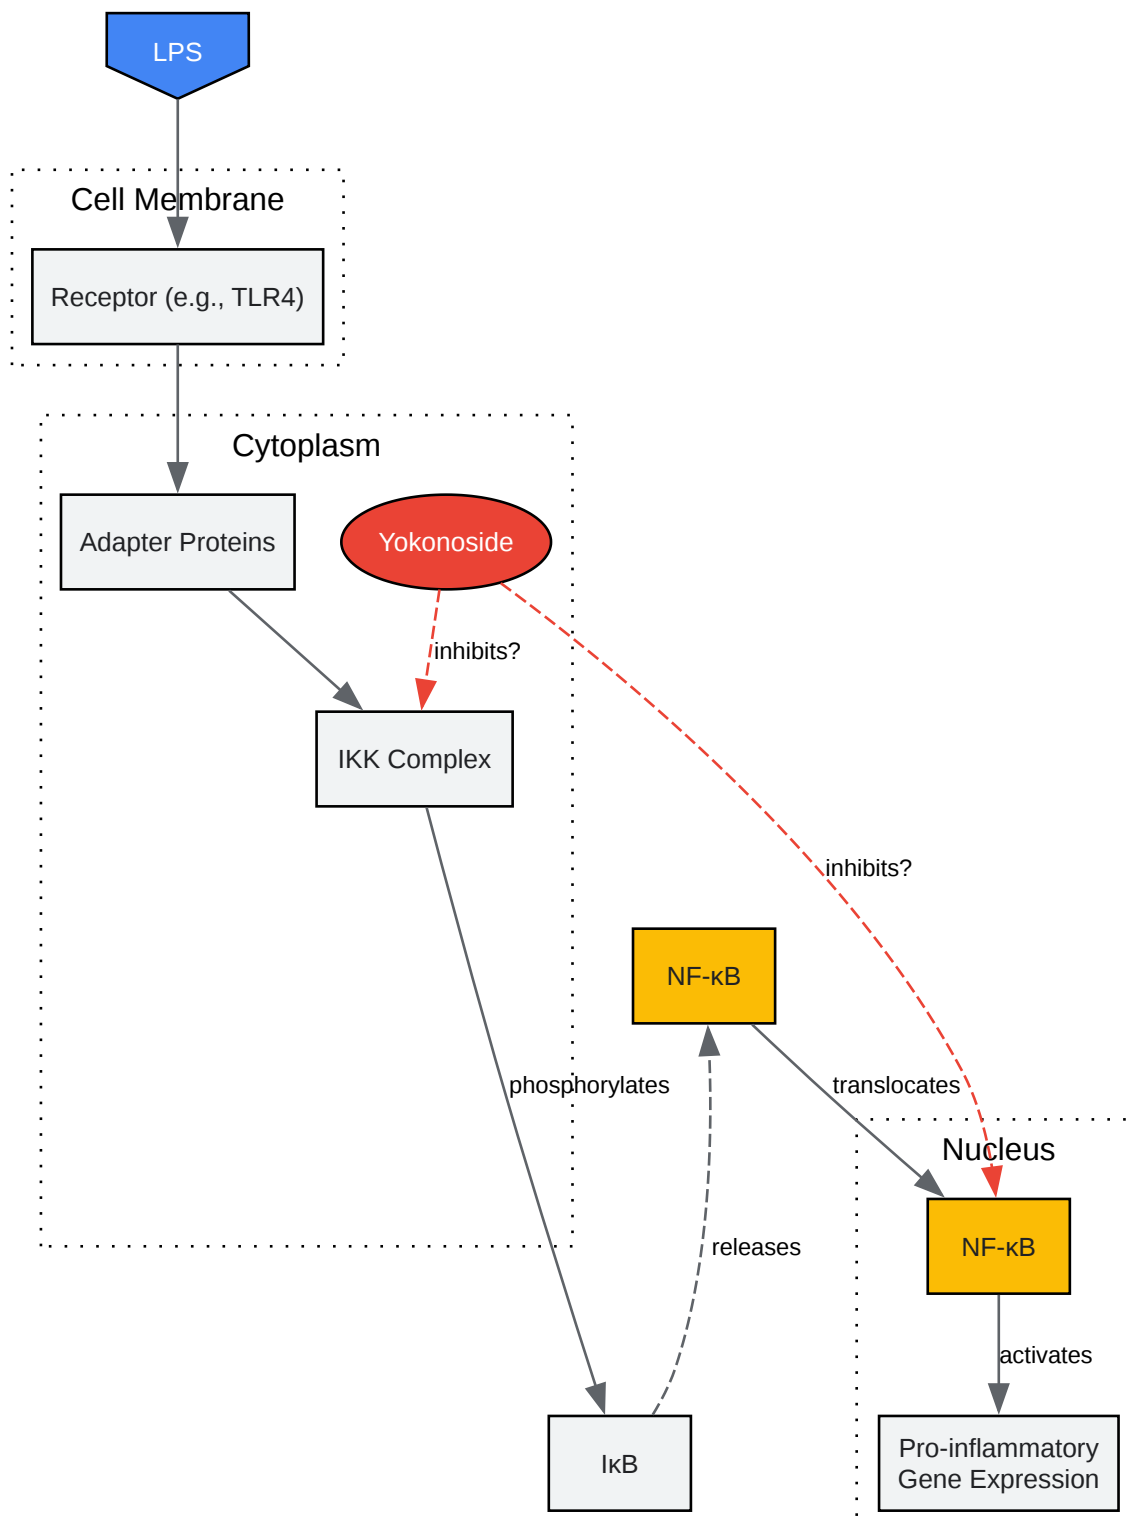 LPS
Cell Membrane
Receptor (e.g., TLR4)
Cytoplasm
Adapter Proteins
Yokonoside
inhibits?
IKK Complex
inhibits?
NF-κB
phosphorylates
translocates
Nucleus
releases
NF-κB
activates
IκB
Pro-inflammatory
Gene Expression